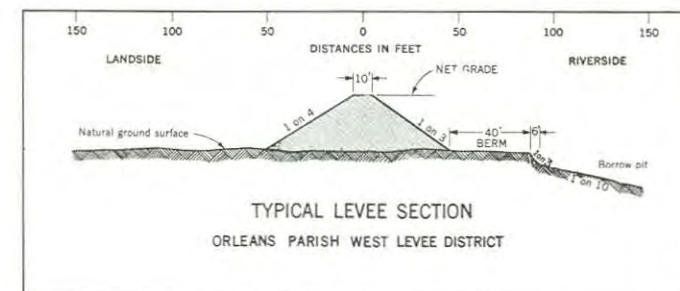 150 100 50 0 50 100 150
DISTANCES IN FEET
LANDSIDE RIVERSIDE
10'
NET GRADE
1 on 4
1 on 3
Natural ground surface
40'
BERM
6'
1 on 3
1 on 10
Borrow pit
TYPICAL LEVEE SECTION
ORLEANS PARISH WEST LEVEE DISTRICT